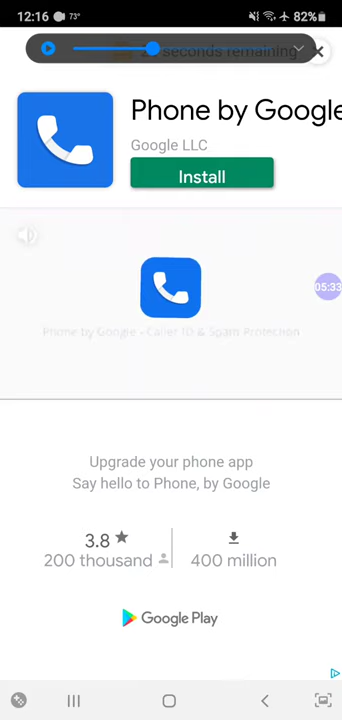 12:16 73° 82%
seconds remaining
Phone by Google
Google LLC
Install
05:33
Phone by Google - Caller ID & Spam Protection
Upgrade your phone app
Say hello to Phone, by Google
3.8 ★
200 thousand
400 million
Google Play